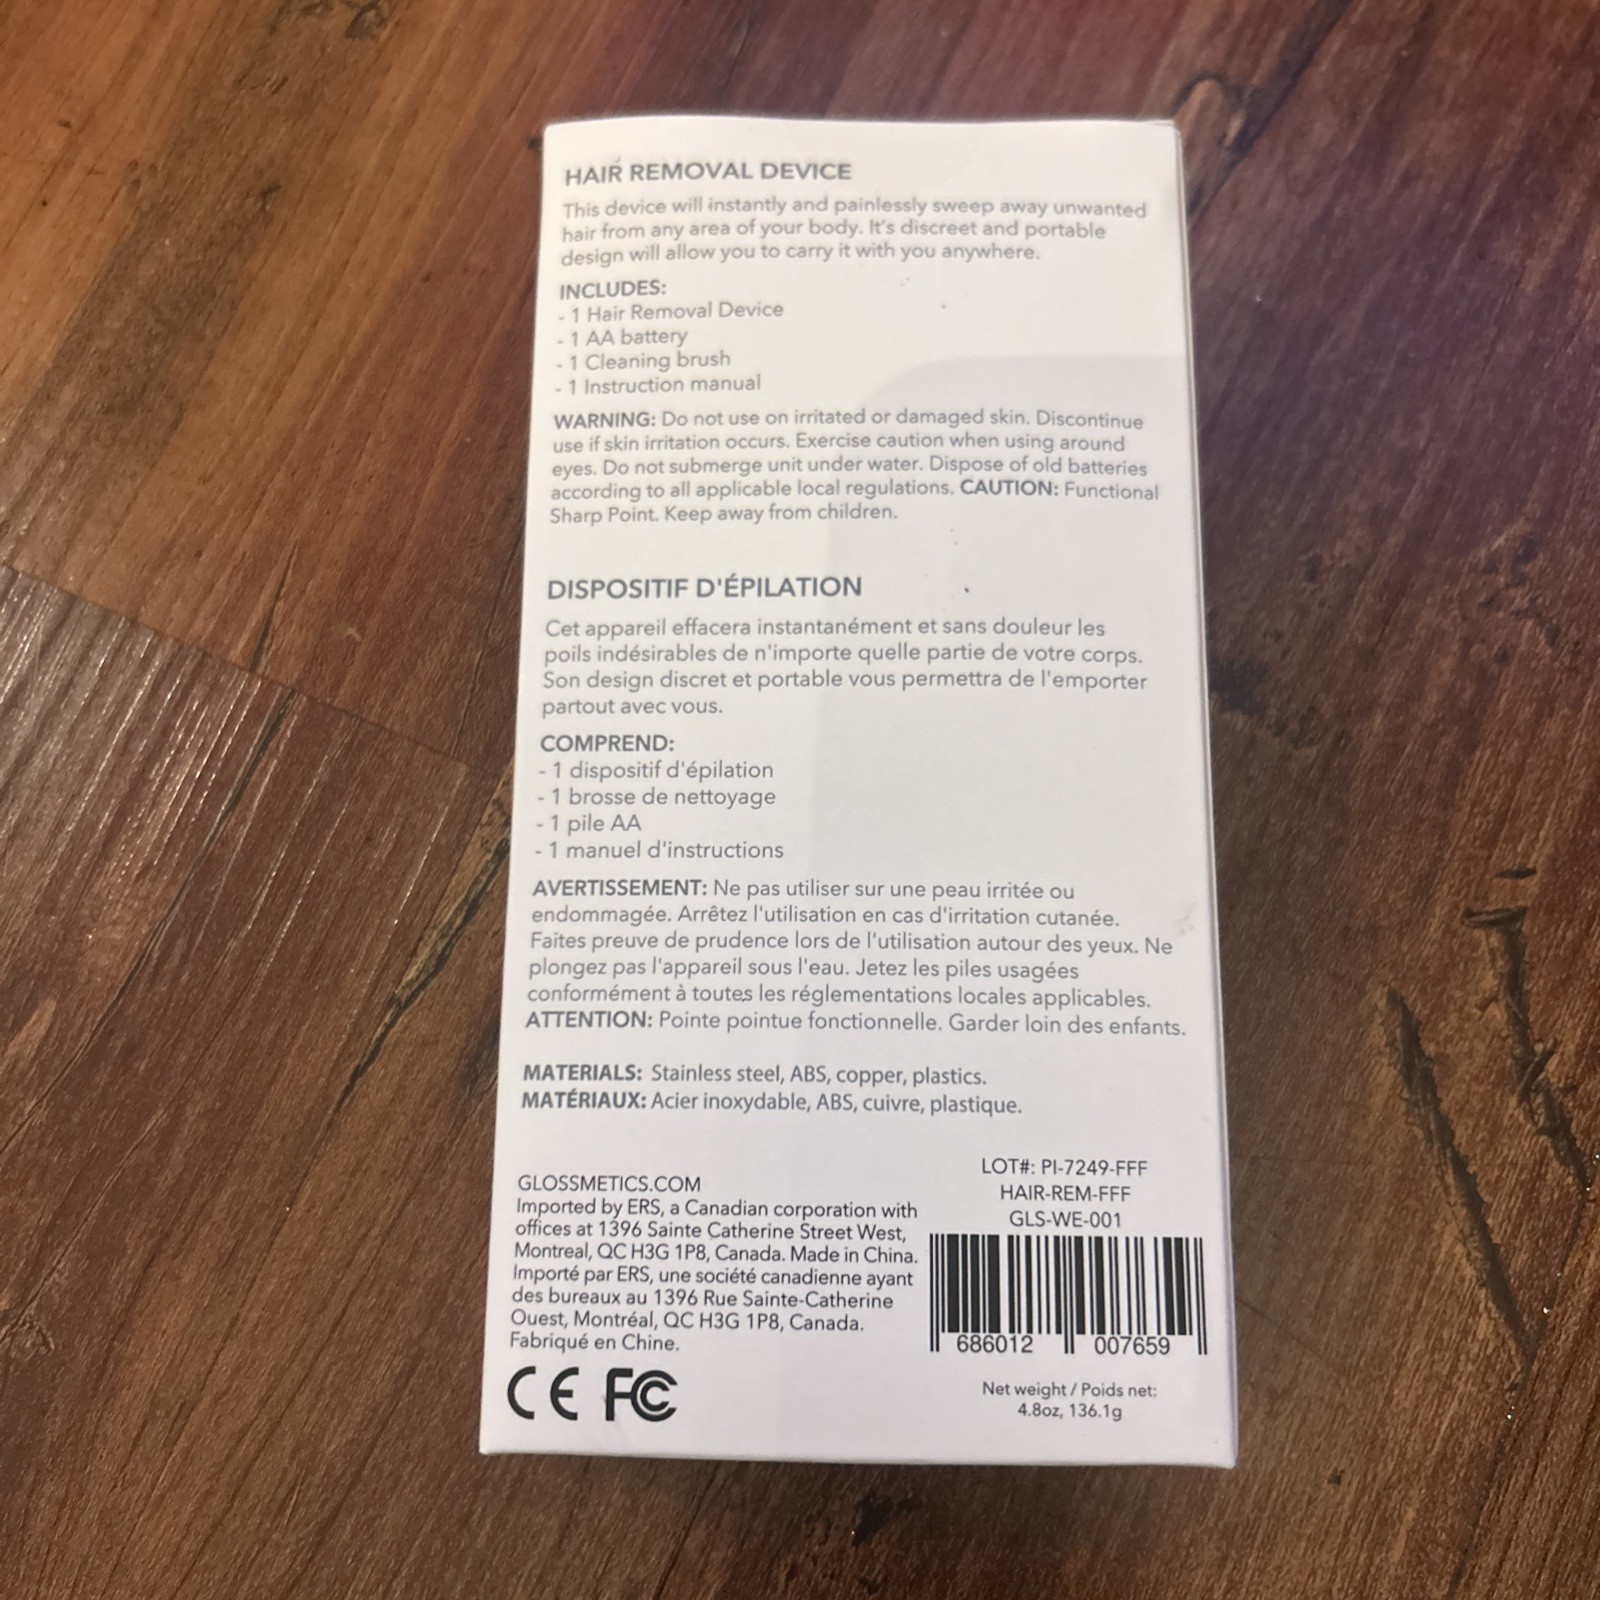 HAIR REMOVAL DEVICE
This device will instantly and painlessly sweep away unwanted
hair from any area of your body. It's discreet and portable
design will allow you to carry it with you anywhere.
INCLUDES:
- 1 Hair Removal Device
- 1 AA battery
- 1 Cleaning brush
- 1 Instruction manual
WARNING: Do not use on irritated or damaged skin. Discontinue
use if skin irritation occurs. Exercise caution when using around
eyes. Do not submerge unit under water. Dispose of old batteries
according to all applicable local regulations. CAUTION: Functional
Sharp Point. Keep away from children.
DISPOSITIF D'ÉPILATION
Cet appareil effacera instantanément et sans douleur les
poils indésirables de n'importe quelle partie de votre corps.
Son design discret et portable vous permettra de l'emporter
partout avec vous.
COMPREND:
- 1 dispositif d'épilation
- 1 brosse de nettoyage
- 1 pile AA
- 1 manuel d'instructions
AVERTISSEMENT: Ne pas utiliser sur une peau irritée ou
endommagée. Arrêtez l'utilisation en cas d'irritation cutanée.
Faites preuve de prudence lors de l'utilisation autour des yeux. Ne
plongez pas l'appareil sous l'eau. Jetez les piles usagées
conformément à toutes les réglementations locales applicables.
ATTENTION: Pointe pointue fonctionnelle. Garder loin des enfants.
MATERIALS: Stainless steel, ABS, copper, plastics.
MATÉRIAUX: Acier inoxydable, ABS, cuivre, plastique.
GLOSSMETICS.COM
Imported by ERS, a Canadian corporation with
offices at 1396 Sainte Catherine Street West,
Montreal, QC H3G 1P8, Canada. Made in China.
Importé par ERS, une société canadienne ayant
des bureaux au 1396 Rue Sainte-Catherine
Ouest, Montréal, QC H3G 1P8, Canada.
Fabriqué en Chine.
CE FC
LOT#: PI-7249-FFF
HAIR-REM-FFF
GLS-WE-001
686012 007659
Net weight / Poids net:
4.8oz, 136.1g